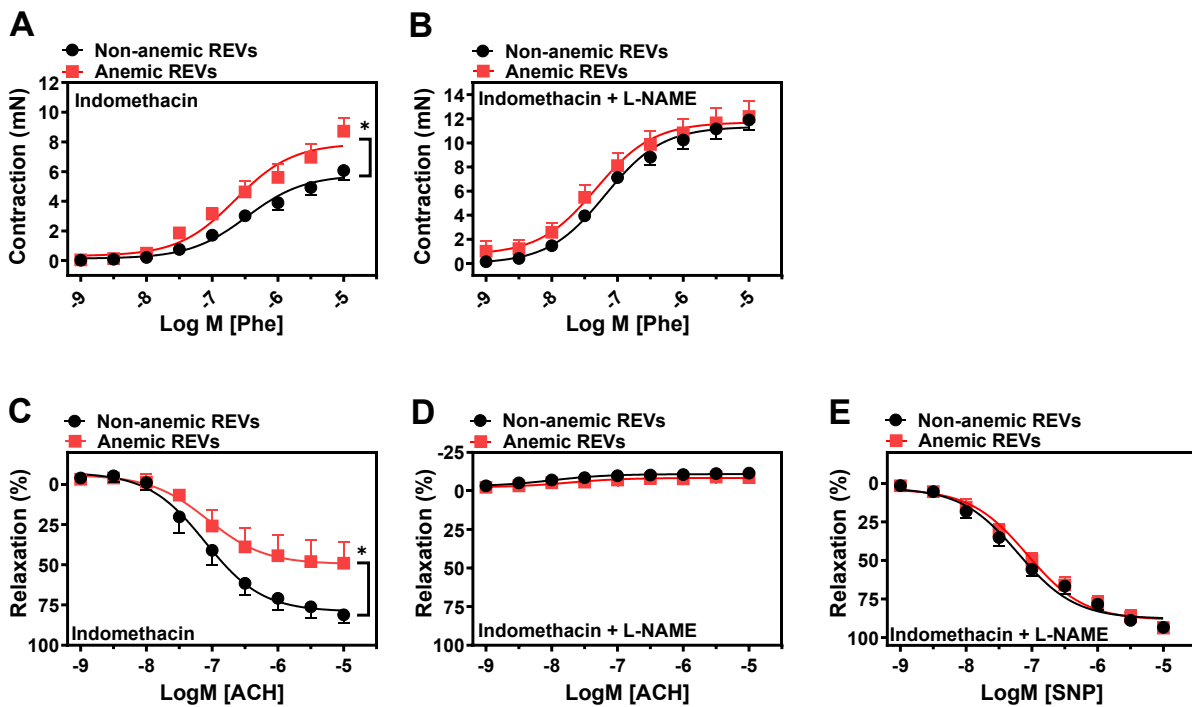 A
Non-anemic REVs
Anemic REVs
Indomethacin
Contraction (mN)
12
10
8
6
4
2
0
*
-9
-8
-7
-6
-5
Log M [Phe]
B
Non-anemic REVs
Anemic REVs
Indomethacin + L-NAME
Contraction (mN)
14
12
10
8
6
4
2
0
-9
-8
-7
-6
-5
Log M [Phe]
C
Non-anemic REVs
Anemic REVs
Relaxation (%)
0
25
50
75
100
*
Indomethacin
-9
-8
-7
-6
-5
LogM [ACH]
D
Non-anemic REVs
Anemic REVs
Relaxation (%)
-25
0
25
50
75
100
Indomethacin + L-NAME
-9
-8
-7
-6
-5
LogM [ACH]
E
Non-anemic REVs
Anemic REVs
Relaxation (%)
0
25
50
75
100
Indomethacin + L-NAME
-9
-8
-7
-6
-5
LogM [SNP]